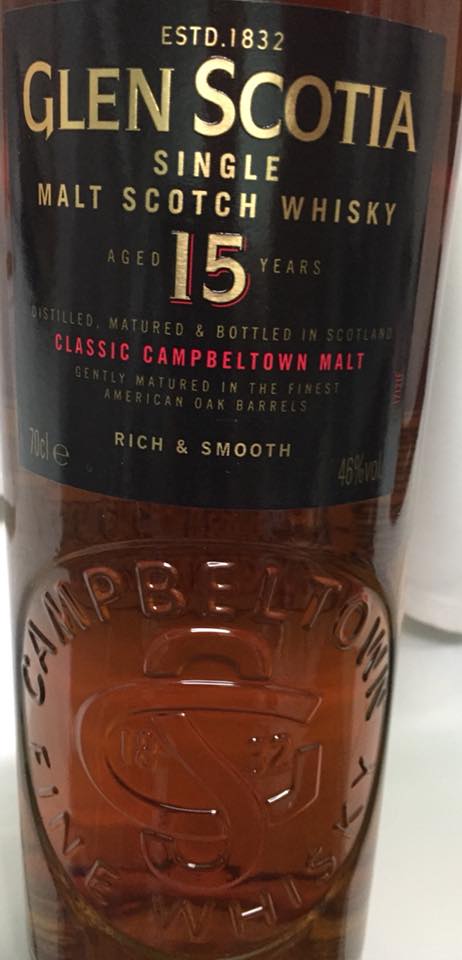 ESTD.1832
GLEN SCOTIA
SINGLE
MALT SCOTCH WHISKY
AGED 15 YEARS
DISTILLED, MATURED & BOTTLED IN SCOTLAND
CLASSIC CAMPBELTOWN MALT
GENTLY MATURED IN THE FINEST
AMERICAN OAK BARRELS
RICH & SMOOTH
70cl e
46%vol
CAMPBELTOWN
18 32
FINE WHISKY